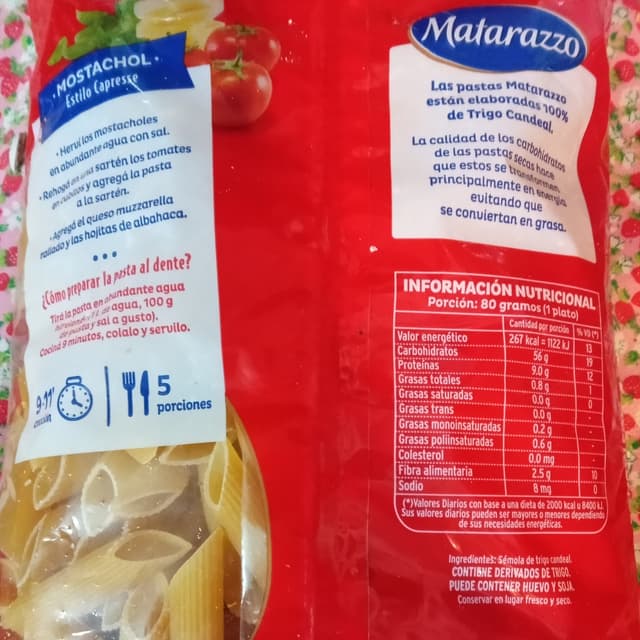 MOSTACHOL
Estilo Capresse
• Herví los mostacholes
en abundante agua con sal.
• Rehogá en una sartén los tomates
en cubitos y agregá la pasta
a la sartén.
• Agregá el queso muzzarella
rallado y las hojitas de albahaca.
• • •
¿Cómo preparar la pasta al dente?
Tirá la pasta en abundante agua
hirviendo (1 L de agua, 100 g
de pasta y sal a gusto).
Cociná 9 minutos, colalo y servilo.
9-11'
cocción
5
porciones
Matarazzo
Las pastas Matarazzo
están elaboradas 100%
de Trigo Candeal.
La calidad de los carbohidratos
de las pastas secas hace
que estos se transformen
principalmente en energía
evitando que
se conviertan en grasa.
INFORMACIÓN NUTRICIONAL
Porción: 80 gramos (1 plato)
Cantidad por porción % VD (*)
Valor energético 267 kcal = 1122 kJ 13
Carbohidratos 56 g 19
Proteínas 9.0 g 12
Grasas totales 0.8 g
Grasas saturadas 0.0 g 0
Grasas trans 0.0 g -
Grasas monoinsaturadas 0.2 g -
Grasas poliinsaturadas 0.6 g -
Colesterol 0.0 mg -
Fibra alimentaria 2.5 g 10
Sodio 8 mg 0
(*)Valores Diarios con base a una dieta de 2000 kcal u 8400 kJ.
Sus valores diarios pueden ser mayores o menores dependiendo
de sus necesidades energéticas.
Ingredientes: Sémola de trigo candeal.
CONTIENE DERIVADOS DE TRIGO.
PUEDE CONTENER HUEVO Y SOJA.
Conservar en lugar fresco y seco.